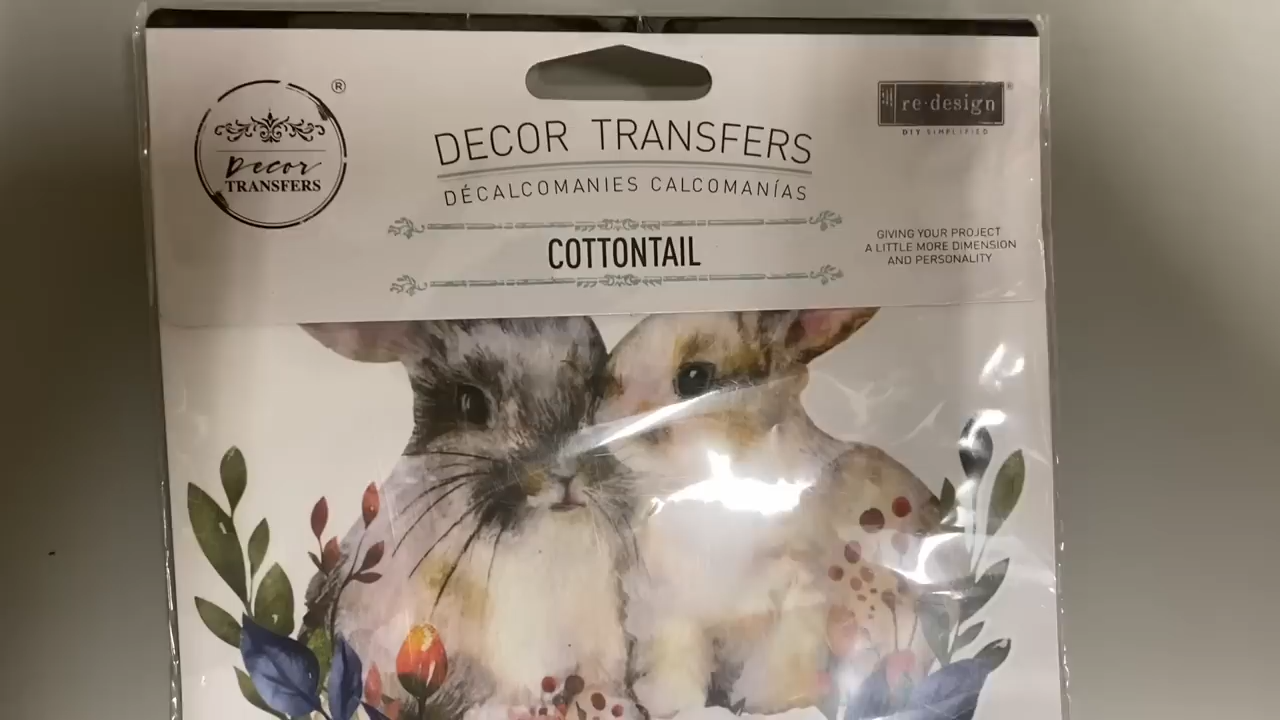 Decor
TRANSFERS
®
DECOR TRANSFERS
DÉCALCOMANIES CALCOMANÍAS
COTTONTAIL
re·design
®
DIY SIMPLIFIED
GIVING YOUR PROJECT
A LITTLE MORE DIMENSION
AND PERSONALITY